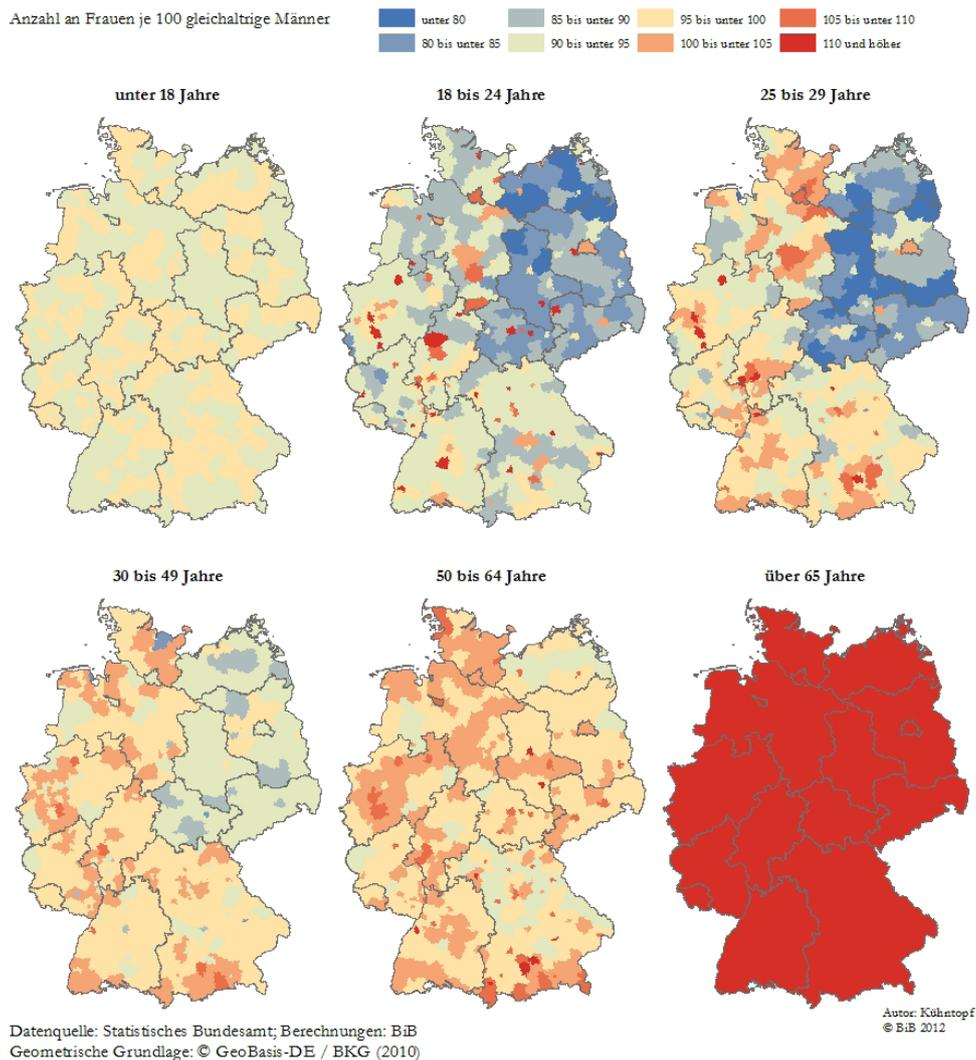 Anzahl an Frauen je 100 gleichaltrige Männer
unter 80
85 bis unter 90
95 bis unter 100
105 bis unter 110
80 bis unter 85
90 bis unter 95
100 bis unter 105
110 und höher
unter 18 Jahre
18 bis 24 Jahre
25 bis 29 Jahre
30 bis 49 Jahre
50 bis 64 Jahre
über 65 Jahre
Autor: Kühntopf
© BiB 2012
Datenquelle: Statistisches Bundesamt; Berechnungen: BiB
Geometrische Grundlage: © GeoBasis-DE / BKG (2010)